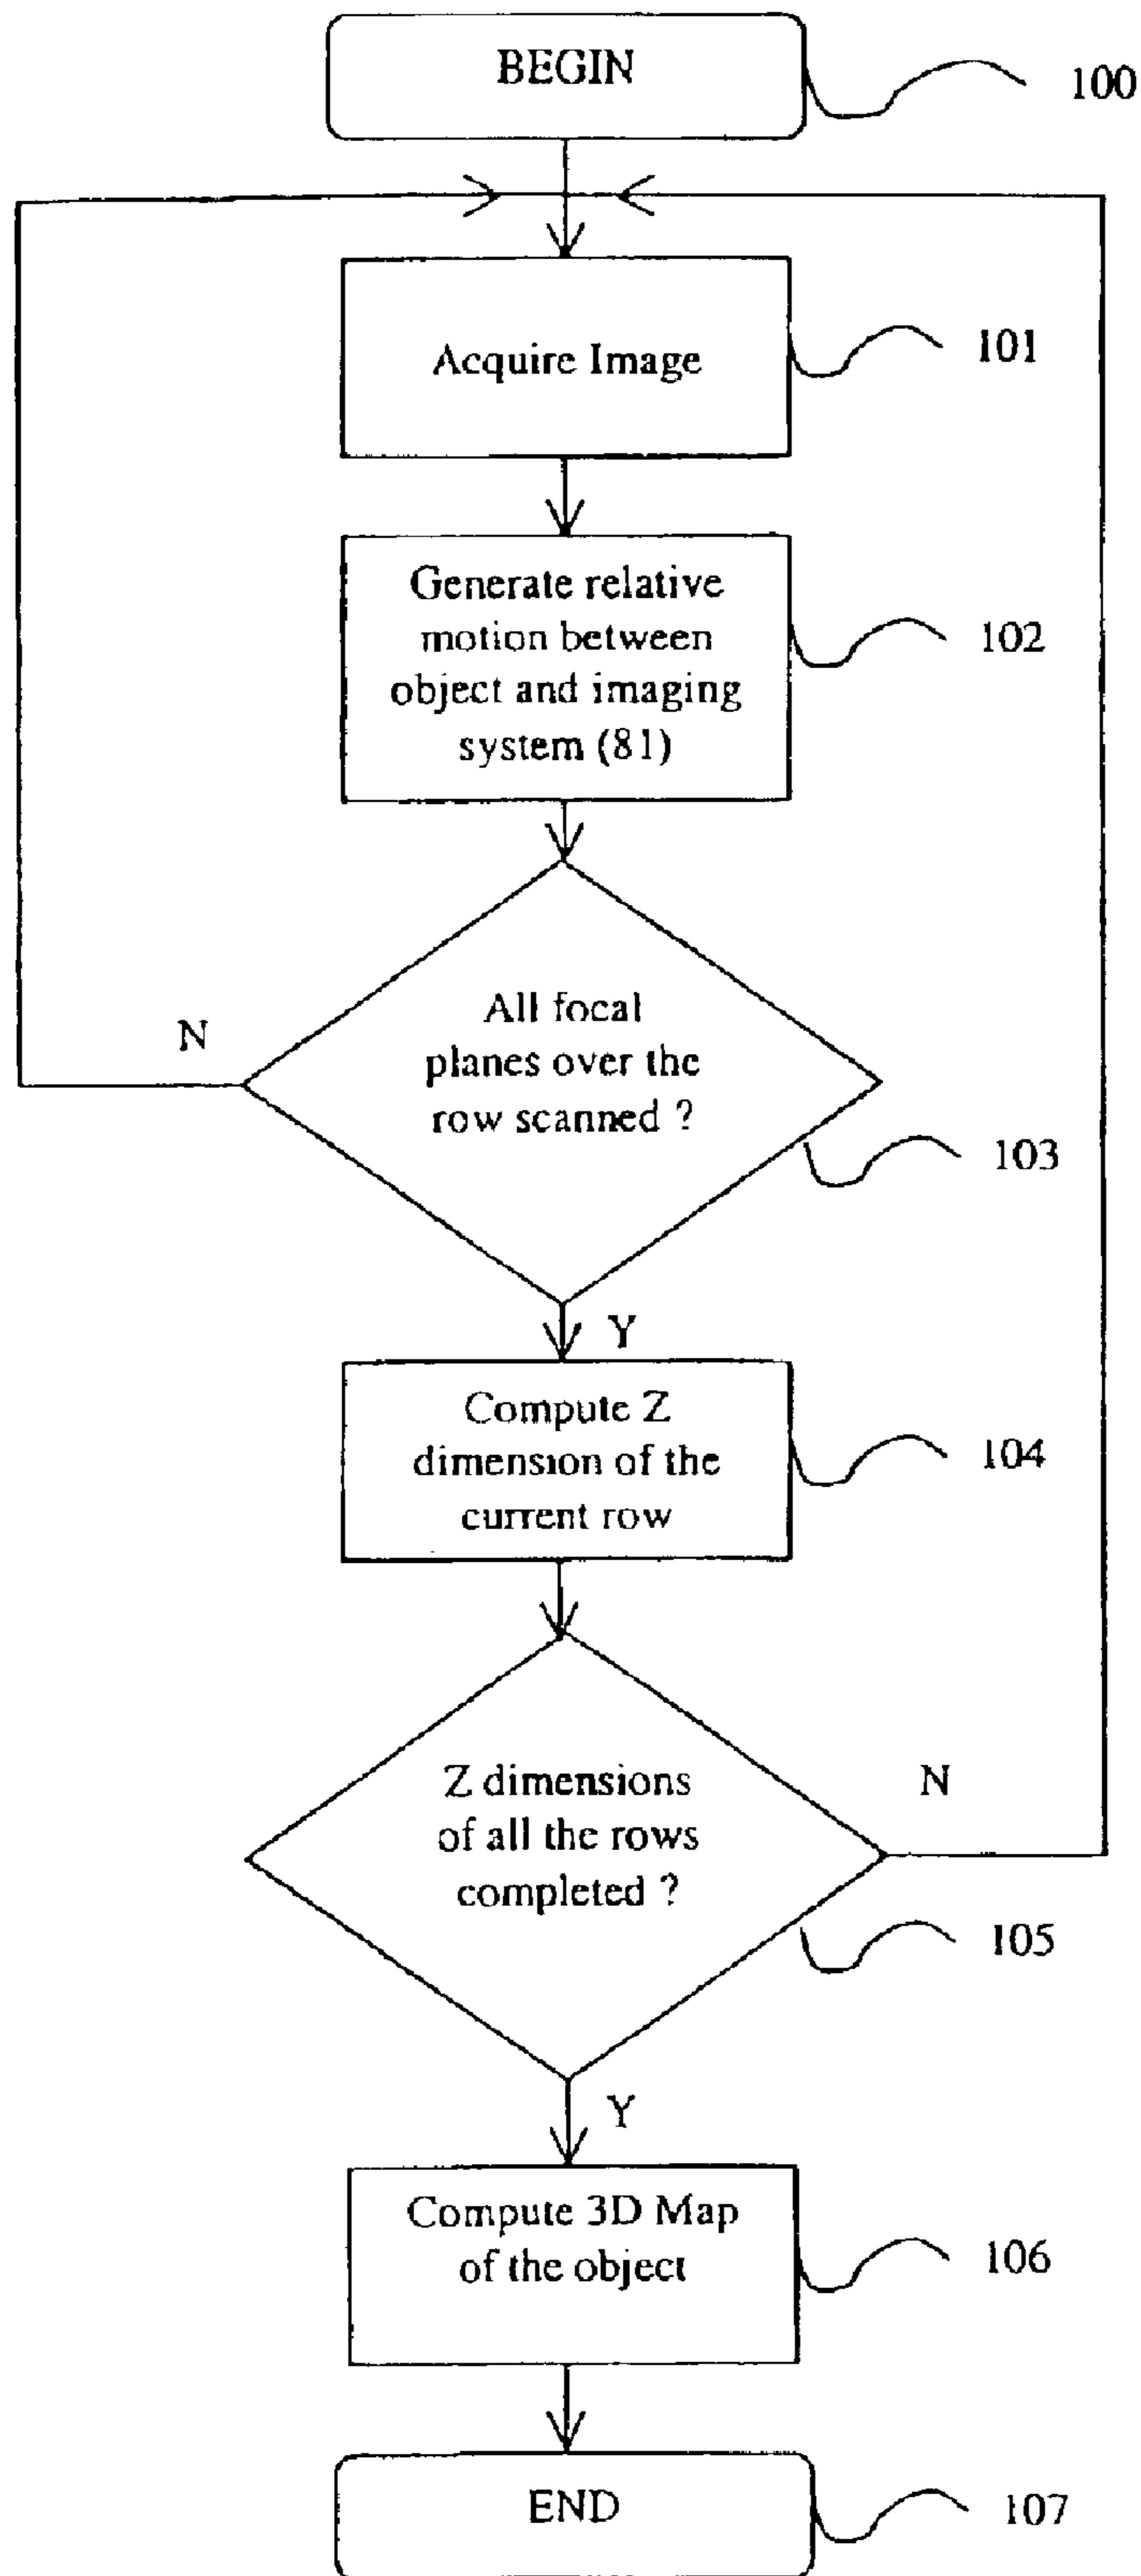 BEGIN
100
Acquire Image
101
Generate relative
motion between
object and imaging
system (81)
102
All focal
planes over the
row scanned ?
N
103
Y
Compute Z
dimension of the
current row
104
Z dimensions
of all the rows
completed ?
N
105
Y
Compute 3D Map
of the object
106
END
107